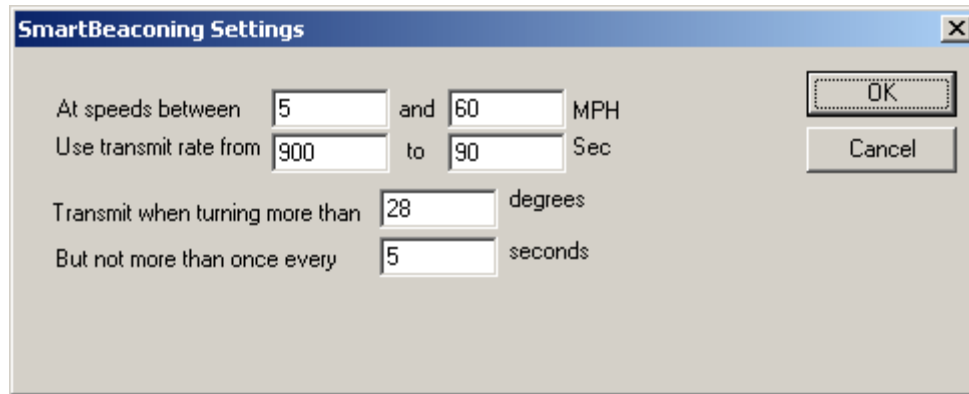 SmartBeaconing Settings
At speeds between 5 and 60 MPH
OK
Use transmit rate from 900 to 90 Sec
Cancel
Transmit when turning more than 28 degrees
But not more than once every 5 seconds